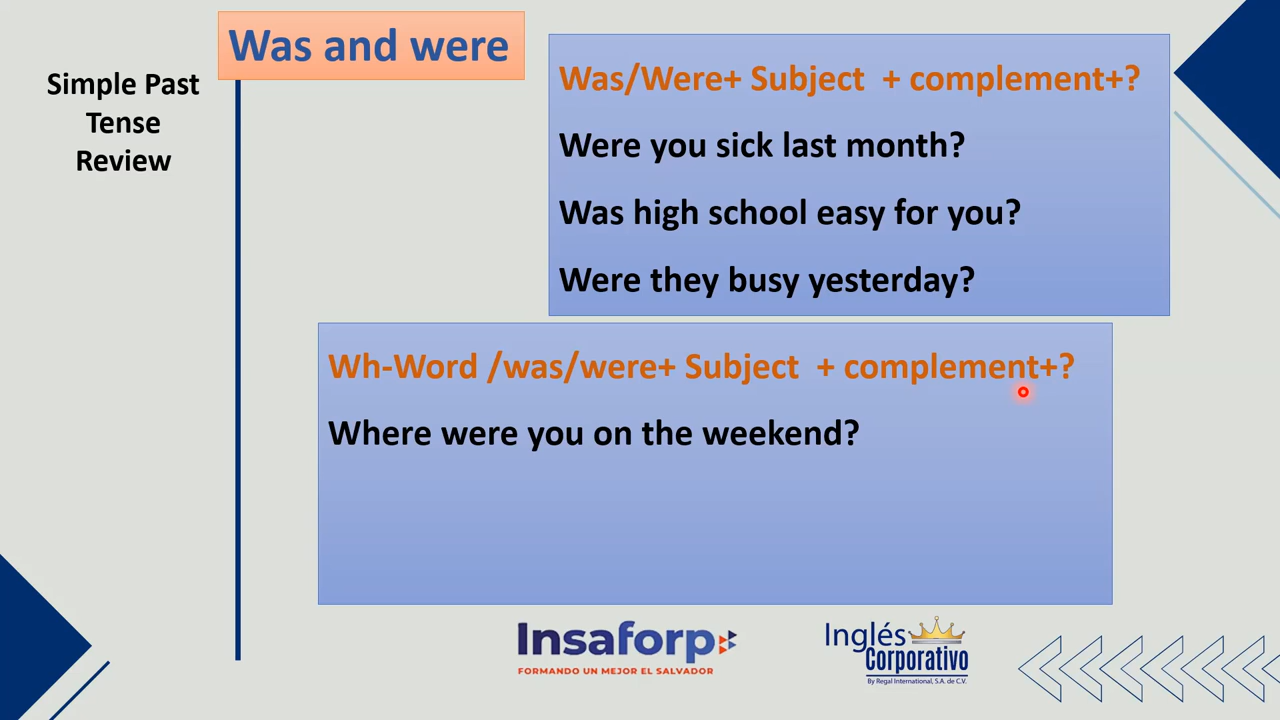 Was and were
Simple Past
Tense
Review
Was/Were+ Subject + complement+?
Were you sick last month?
Was high school easy for you?
Were they busy yesterday?
Wh-Word /was/were+ Subject + complement+?
Where were you on the weekend?
Insaforp
FORMANDO UN MEJOR EL SALVADOR
Inglés
Corporativo
By Regal International, S.A. de C.V.